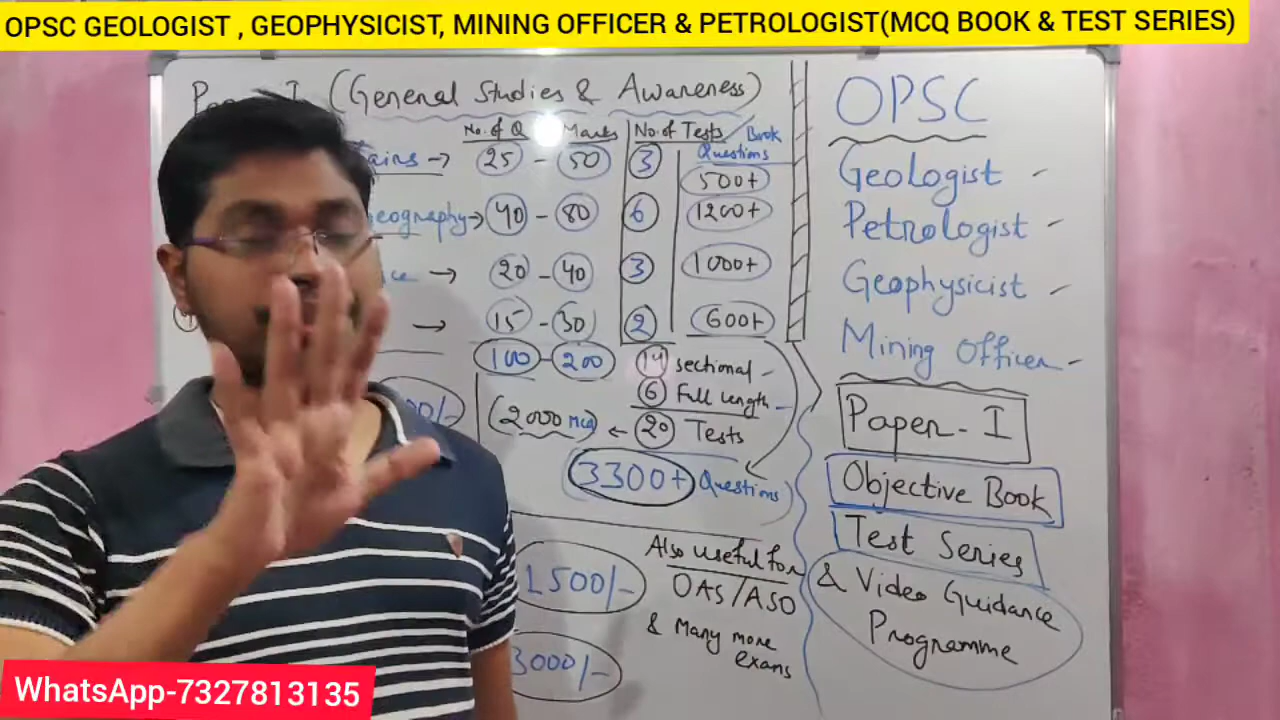 OPSC GEOLOGIST , GEOPHYSICIST, MINING OFFICER & PETROLOGIST(MCQ BOOK & TEST SERIES)
I (General Studies & Awareness)
No. of Q Marks No. of Tests / Book Questions
→ 25 - 50 3 500+
→ 40 - 80 6 1200+
→ 20 - 40 3 1000+
→ 15 - 30 2 600+
100 - 200 14 sectional -
6 Full length -
(2000 MCQ) ← 20 Tests
3300+ Questions
1500/-
3000/-
Also useful for
OAS/ASO
& Many more
exams
OPSC
Geologist -
Petrologist -
Geophysicist -
Mining Officer -
Paper - I
Objective Book
Test Series
& Video Guidance
Programme
WhatsApp-7327813135